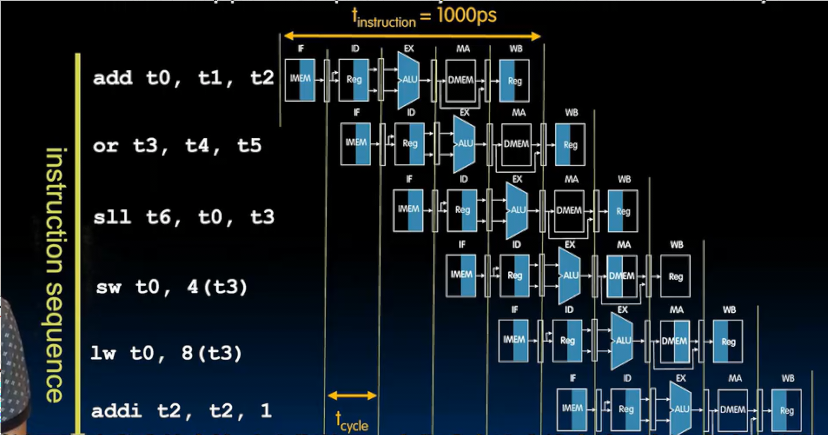 t instruction = 1000ps
IF ID EX MA WB
add t0, t1, t2 IMEM Reg ALU DMEM Reg
IF ID EX MA WB
or t3, t4, t5 IMEM Reg ALU DMEM Reg
IF ID EX MA WB
sll t6, t0, t3 IMEM Reg ALU DMEM Reg
IF ID EX MA WB
sw t0, 4(t3) IMEM Reg ALU DMEM Reg
IF ID EX MA WB
lw t0, 8(t3) IMEM Reg ALU DMEM Reg
IF ID EX MA WB
addi t2, t2, 1 IMEM Reg ALU DMEM Reg
t cycle
instruction sequence